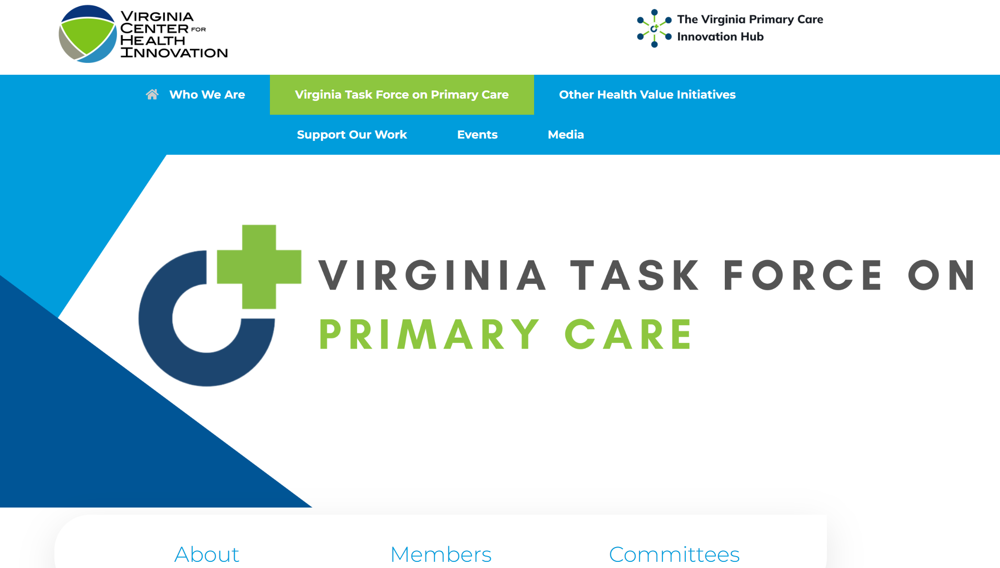 VIRGINIA
CENTER FOR
HEALTH
INNOVATION
The Virginia Primary Care
Innovation Hub
Who We Are
Virginia Task Force on Primary Care
Other Health Value Initiatives
Support Our Work
Events
Media
VIRGINIA TASK FORCE ON
PRIMARY CARE
About
Members
Committees